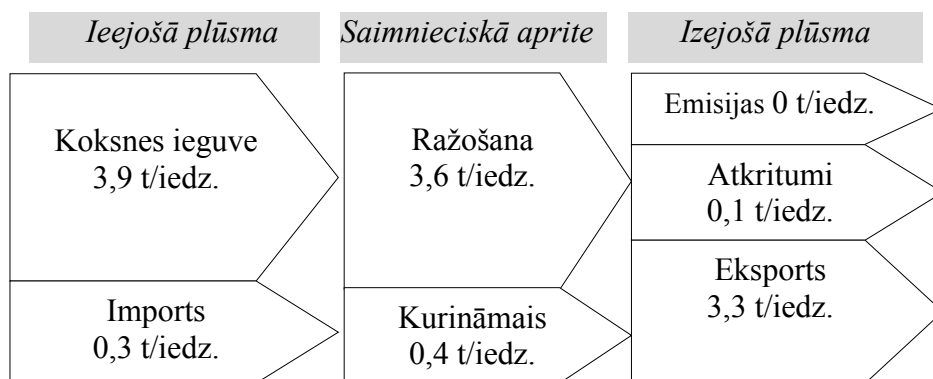 Ieejošā plūsma
Saimnieciskā aprite
Izejošā plūsma
Koksnes ieguve
3,9 t/iedz.
Imports
0,3 t/iedz.
Ražošana
3,6 t/iedz.
Kurināmais
0,4 t/iedz.
Emisijas 0 t/iedz.
Atkritumi
0,1 t/iedz.
Eksports
3,3 t/iedz.